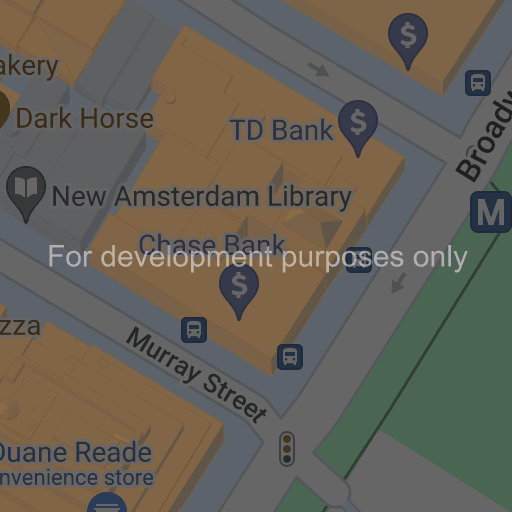 akery
Dark Horse
TD Bank
Broadw
New Amsterdam Library
M
Chase Bank
For development purposes only
zza
Murray Street
Duane Reade
nvenience store